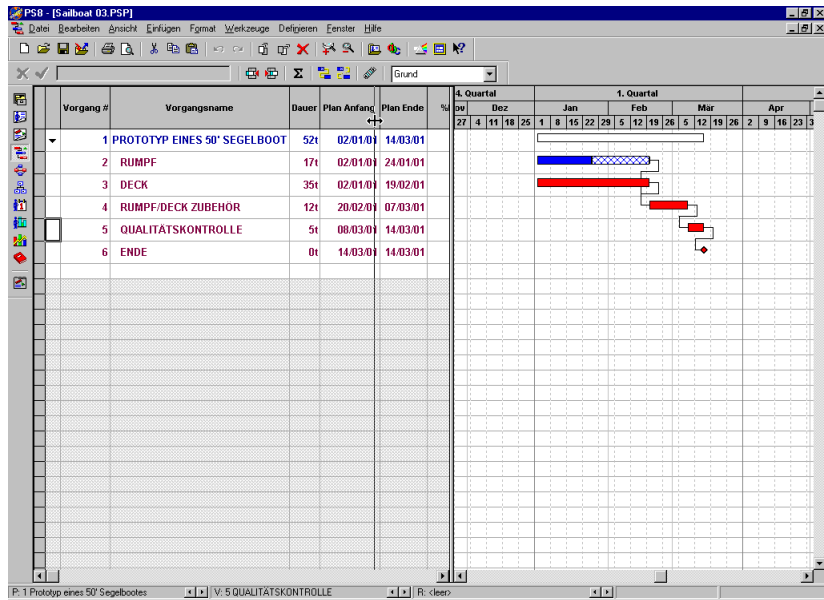 PS8 - [Sailboat 03.PSP]
Datei Bearbeiten Ansicht Einfügen Format Werkzeuge Definieren Fenster Hilfe
Grund
Vorgang # Vorgangsname Dauer Plan Anfang Plan Ende %
4. Quartal 1. Quartal
ov Dez Jan Feb Mär Apr
27 4 11 18 25 1 8 15 22 29 5 12 19 26 5 12 19 26 2 9 16 23 3
1 PROTOTYP EINES 50' SEGELBOOT 52t 02/01/01 14/03/01
2 RUMPF 17t 02/01/01 24/01/01
3 DECK 35t 02/01/01 19/02/01
4 RUMPF/DECK ZUBEHÖR 12t 20/02/01 07/03/01
5 QUALITÄTSKONTROLLE 5t 08/03/01 14/03/01
6 ENDE 0t 14/03/01 14/03/01
P: 1 Prototyp eines 50' Segelbootes V: 5 QUALITÄTSKONTROLLE R: <leer>